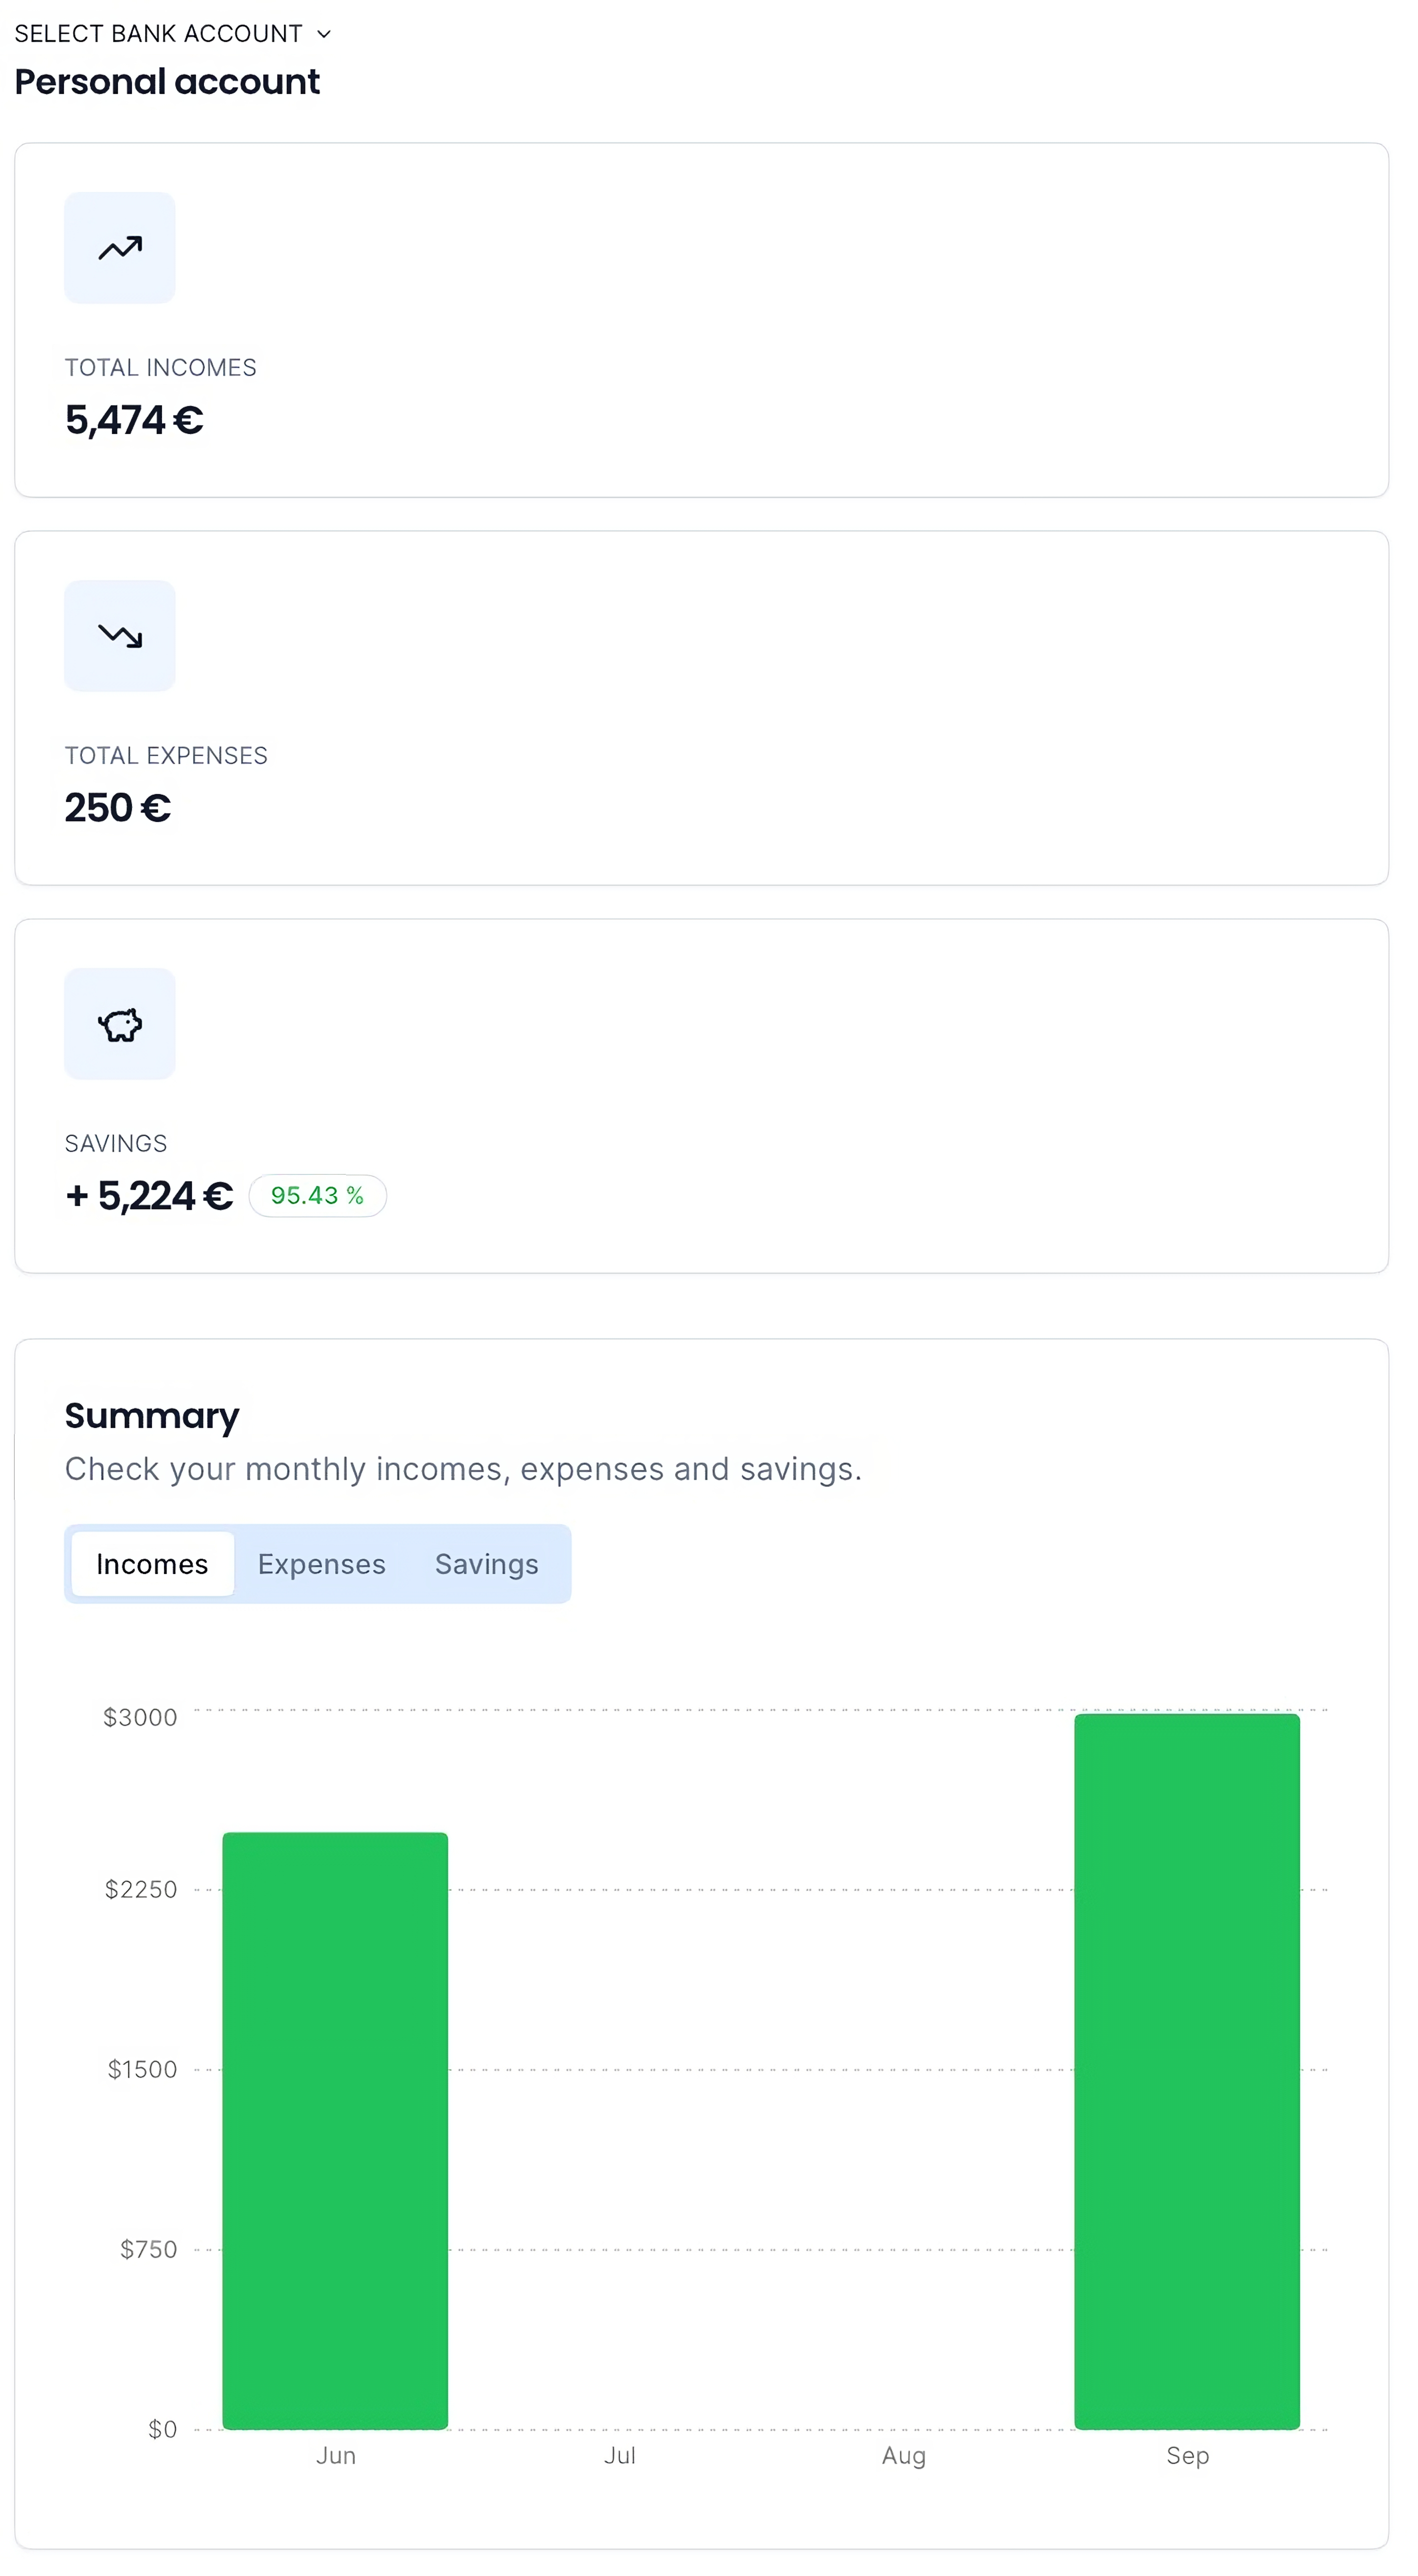 SELECT BANK ACCOUNT
Personal account
TOTAL INCOMES
5,474 €
TOTAL EXPENSES
250 €
SAVINGS
+ 5,224 € 95.43 %
Summary
Check your monthly incomes, expenses and savings.
Incomes Expenses Savings
$3000
$2250
$1500
$750
$0
Jun Jul Aug Sep